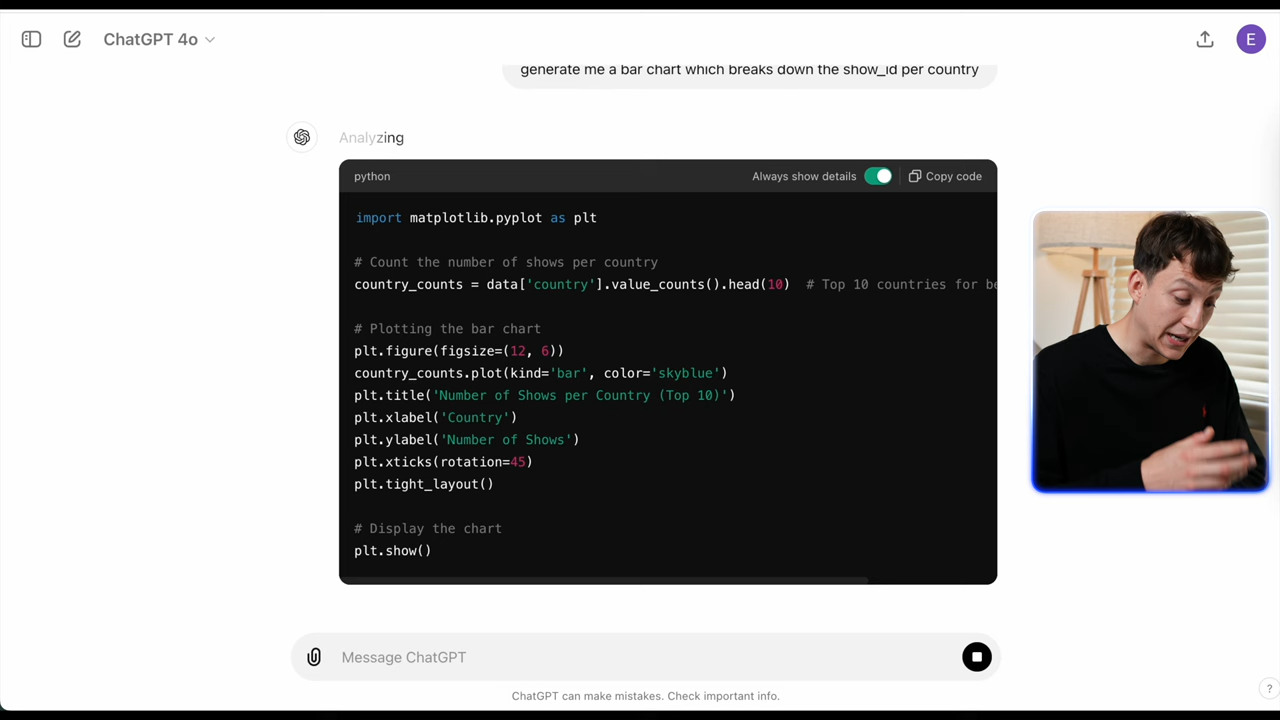 ChatGPT 4o
E
generate me a bar chart which breaks down the show_id per country
Analyzing
python
Always show details
Copy code
import matplotlib.pyplot as plt
# Count the number of shows per country
country_counts = data['country'].value_counts().head(10)  # Top 10 countries for be
# Plotting the bar chart
plt.figure(figsize=(12, 6))
country_counts.plot(kind='bar', color='skyblue')
plt.title('Number of Shows per Country (Top 10)')
plt.xlabel('Country')
plt.ylabel('Number of Shows')
plt.xticks(rotation=45)
plt.tight_layout()
# Display the chart
plt.show()
Message ChatGPT
ChatGPT can make mistakes. Check important info.
?